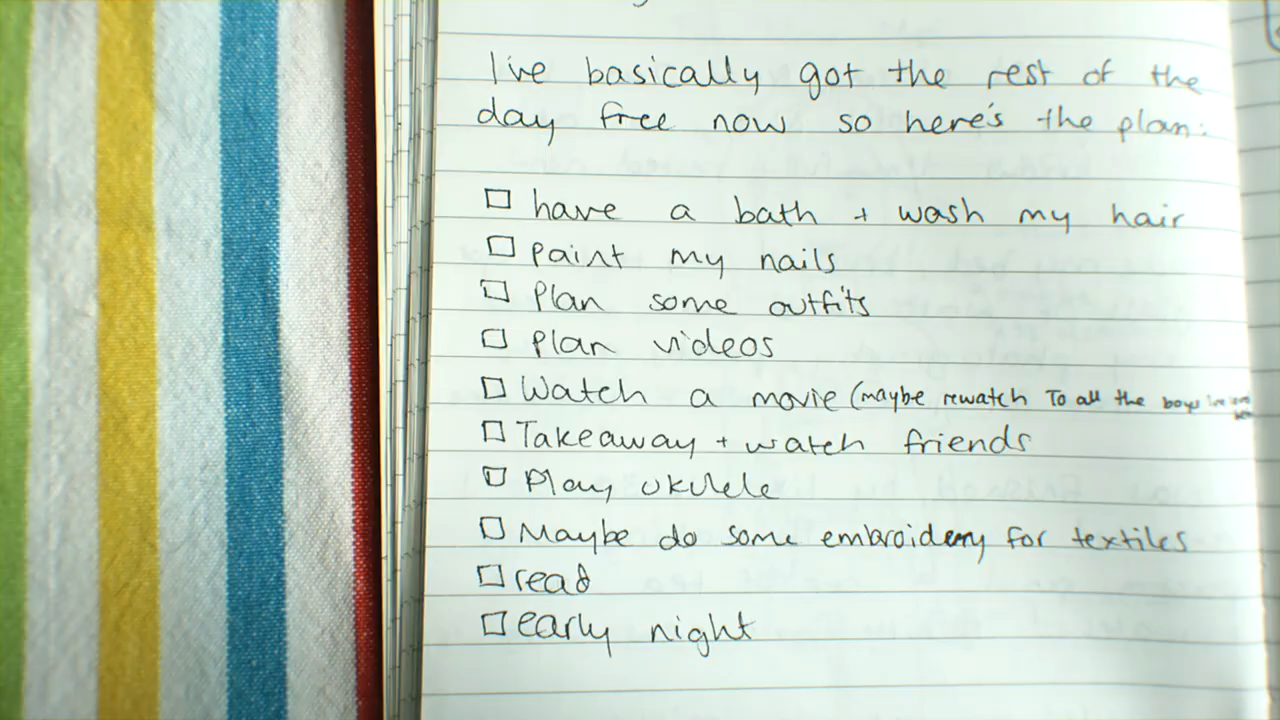 I've basically got the rest of the
day free now so here's the plan:
have a bath + wash my hair
paint my nails
Plan some outfits
Plan videos
Watch a movie (maybe rewatch To all the boys
Takeaway + watch friends
Play ukulele
Maybe do some embroidery for textiles
read
early night